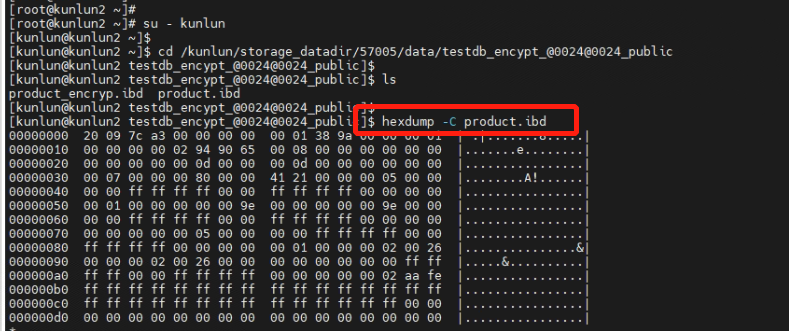 [root@kunlun2 ~]#
[root@kunlun2 ~]# su - kunlun
[kunlun@kunlun2 ~]$
[kunlun@kunlun2 ~]$ cd /kunlun/storage_datadir/57005/data/testdb_encypt_@0024@0024_public
[kunlun@kunlun2 testdb_encypt_@0024@0024_public]$
[kunlun@kunlun2 testdb_encypt_@0024@0024_public]$ ls
product_encryp.ibd  product.ibd
[kunlun@kunlun2 testdb_encypt_@0024@0024_public]$
[kunlun@kunlun2 testdb_encypt_@0024@0024_public]$ hexdump -C product.ibd
00000000  20 09 7c a3 00 00 00 00  00 01 38 9a 00 00 00 01  | .|.......8.....|
00000010  00 00 00 00 02 94 90 65  00 08 00 00 00 00 00 00  |.......e........|
00000020  00 00 00 00 00 0d 00 00  00 0d 00 00 00 00 00 00  |................|
00000030  00 07 00 00 00 80 00 00  41 21 00 00 00 05 00 00  |........A!......|
00000040  00 00 ff ff ff ff 00 00  ff ff ff ff 00 00 00 00  |................|
00000050  00 01 00 00 00 00 00 9e  00 00 00 00 00 9e 00 00  |................|
00000060  00 00 ff ff ff ff 00 00  ff ff ff ff 00 00 00 00  |................|
00000070  00 00 00 00 00 05 00 00  00 00 ff ff ff ff 00 00  |................|
00000080  ff ff ff ff 00 00 00 00  00 01 00 00 00 02 00 26  |...............&|
00000090  00 00 00 02 00 26 00 00  00 00 00 00 00 00 ff ff  |.....&..........|
000000a0  ff ff 00 00 ff ff ff ff  00 00 00 00 00 02 aa fe  |................|
000000b0  ff ff ff ff ff ff ff ff  ff ff ff ff ff ff ff ff  |................|
000000c0  ff ff ff ff ff ff ff ff  ff ff ff ff ff ff 00 00  |................|
000000d0  00 00 00 00 00 00 00 00  00 00 00 00 00 00 00 00  |................|
*